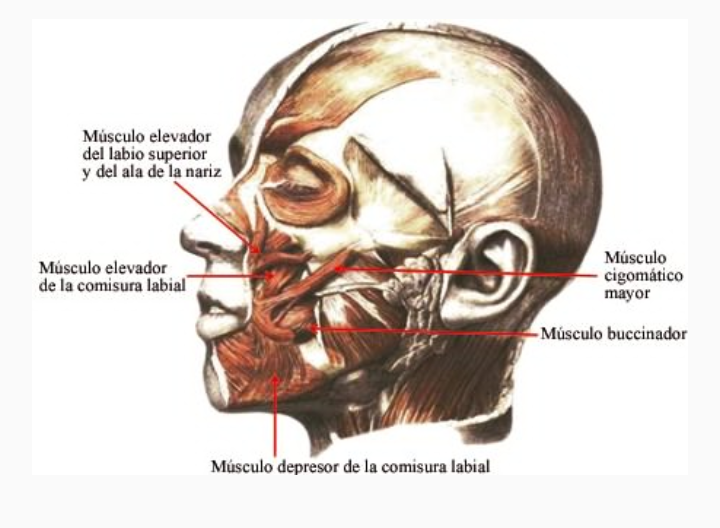 Músculo elevador
del labio superior
y del ala de la nariz
Músculo elevador
de la comisura labial
Músculo
cigomático
mayor
Músculo buccinador
Músculo depresor de la comisura labial